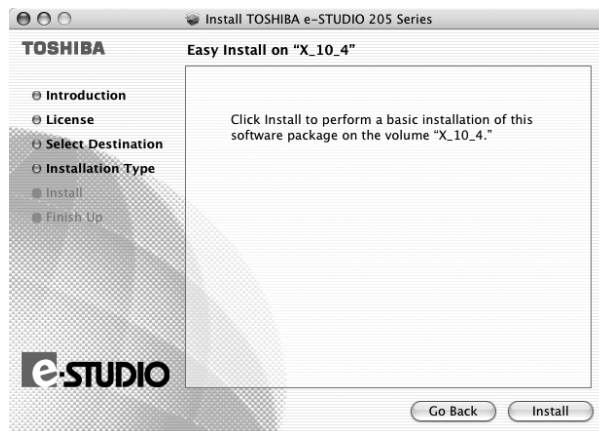 Install TOSHIBA e-STUDIO 205 Series
TOSHIBA
Easy Install on “X_10_4”
Introduction
License
Select Destination
Installation Type
Install
Finish Up
Click Install to perform a basic installation of this
software package on the volume “X_10_4.”
e-STUDIO
Go Back
Install